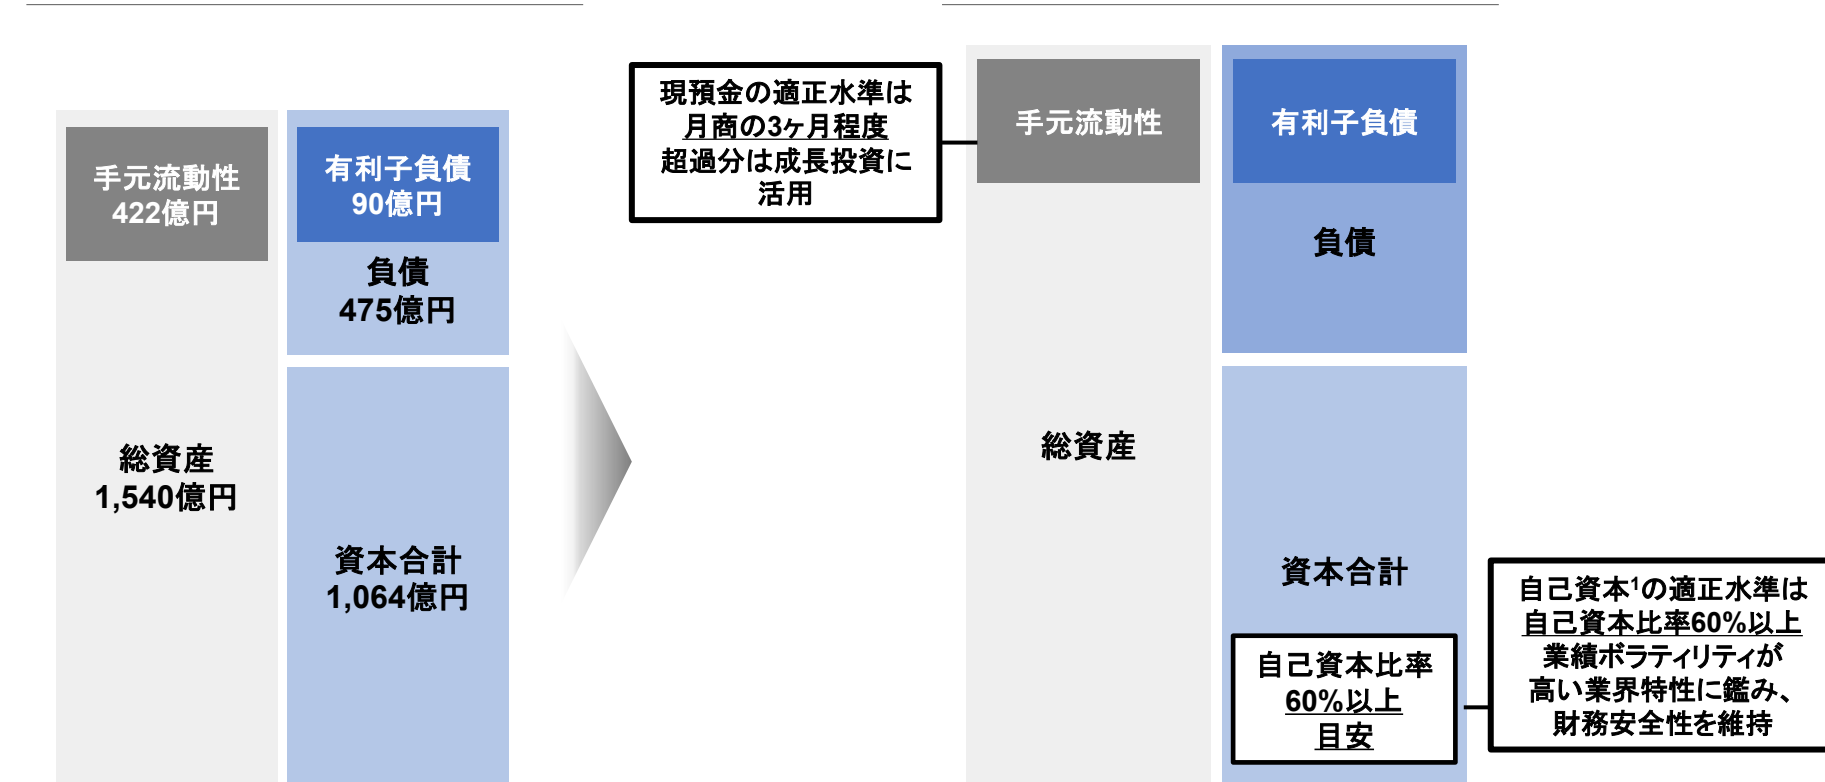 手元流動性
422億円
有利子負債
90億円
負債
475億円
総資産
1,540億円
資本合計
1,064億円
現預金の適正水準は
月商の3ヶ月程度
超過分は成長投資に
活用
手元流動性
有利子負債
負債
総資産
資本合計
自己資本比率
60%以上
目安
自己資本1の適正水準は
自己資本比率60%以上
業績ボラティリティが
高い業界特性に鑑み、
財務安全性を維持